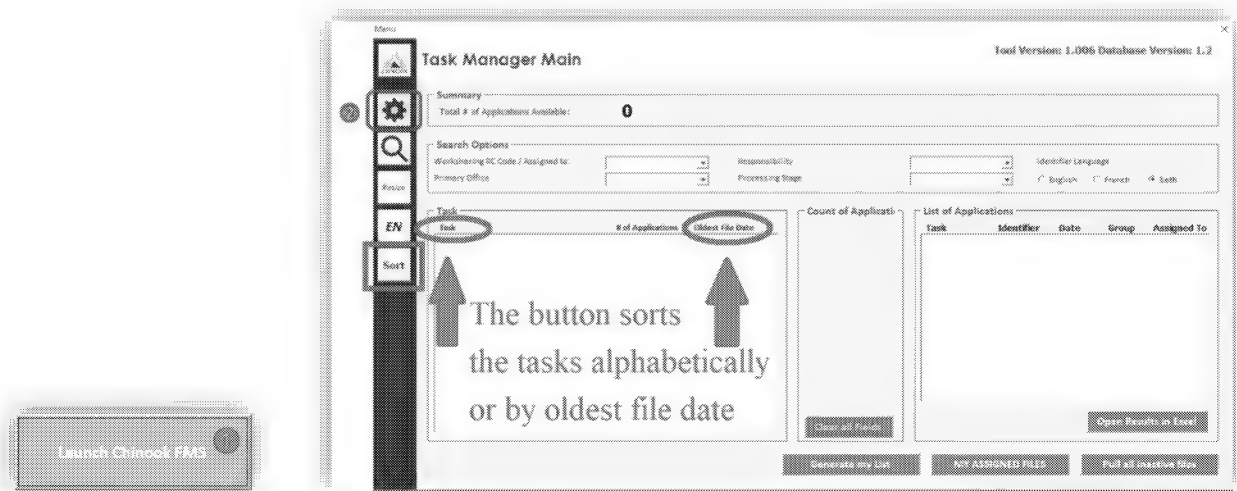 Menu
Task Manager Main
Tool Version: 1.006 Database Version: 1.2
Summary
Total # of Applications Available: 0
2
Search Options
Worksharing RC Code / Assigned to: Responsibility Identifier Language
Primary Office Processing Stage English French Both
Resize
EN
Sort
Task Count of Applicati List of Applications
Task # of Applications Oldest File Date Task Identifier Date Group Assigned To
The button sorts
the tasks alphabetically
or by oldest file date
Clear all Fields
Open Results in Excel
Launch Chinook FMS 1
Generate my List MY ASSIGNED FILES Pull all inactive files